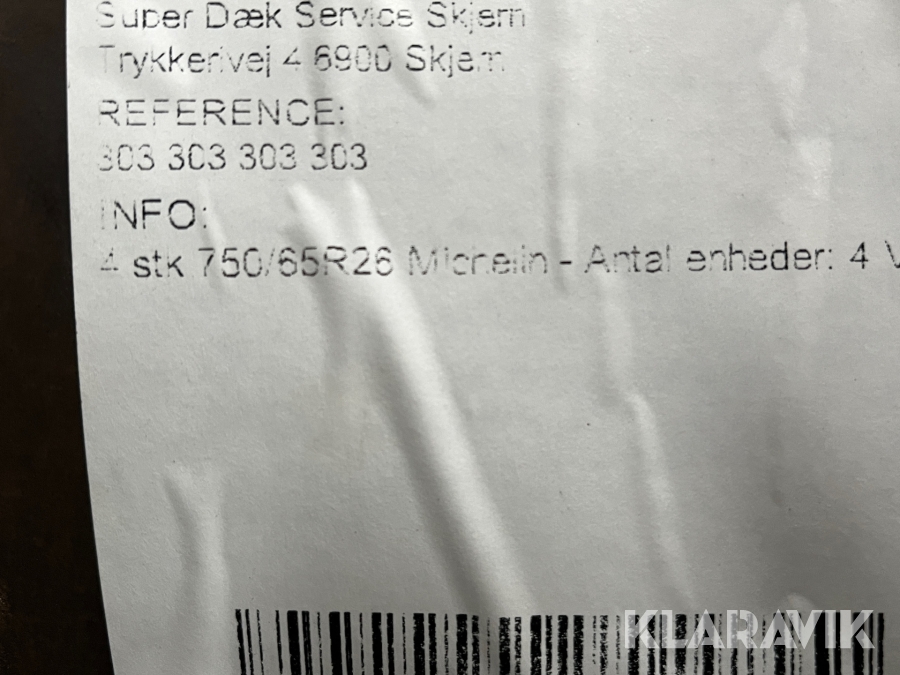 Super Dæk Service Skjern
Trykkerivej 4 6900 Skjern
REFERENCE:
303 303 303 303
INFO:
4 stk 750/65R26 Michelin - Antal enheder: 4
KLARAVIK